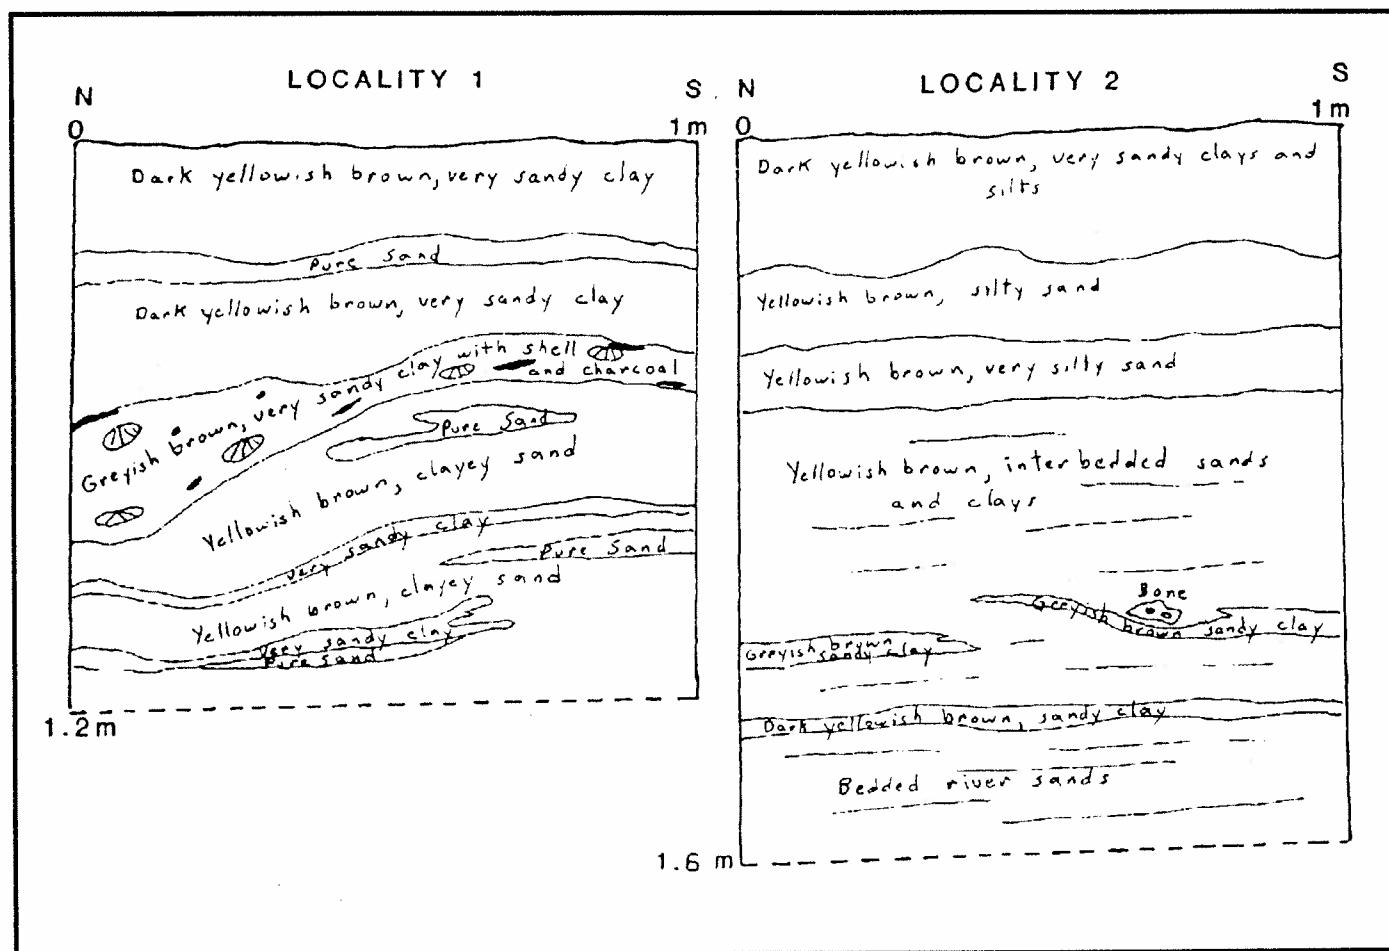 LOCALITY 1
N
S
0
1m
Dark yellowish brown, very sandy clay
Pure Sand
Dark yellowish brown, very sandy clay
Greyish brown, very sandy clay with shell
and charcoal
Pure Sand
Yellowish brown, clayey sand
very sandy clay
Pure Sand
Yellowish brown, clayey sand
Very sandy clay
Pure Sand
1.2m
LOCALITY 2
N
S
0
1m
Dark yellowish brown, very sandy clays and
silts
Yellowish brown, silty sand
Yellowish brown, very silty sand
Yellowish brown, interbedded sands
and clays
Bone
Greyish
brown sandy clay
Greyish brown
sandy clay
Dark yellowish brown, sandy clay
Bedded river sands
1.6 m